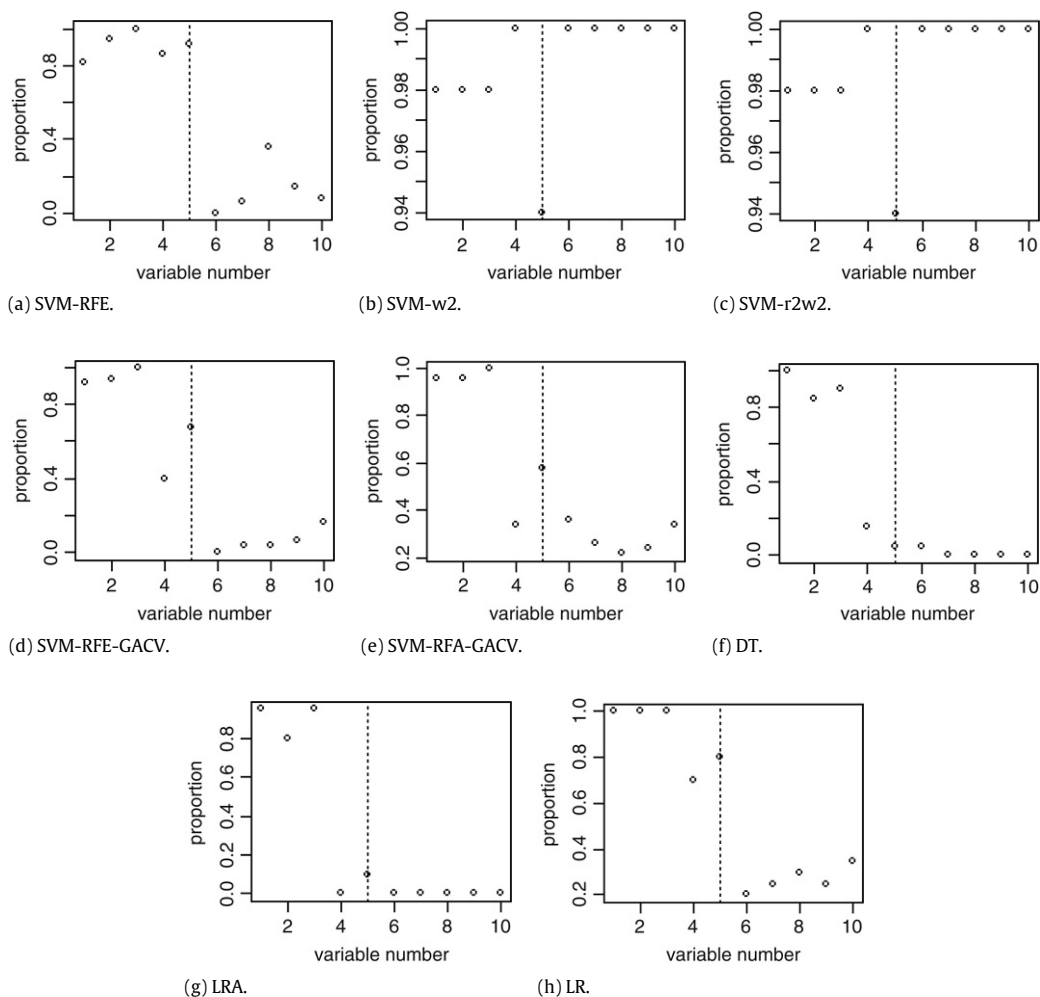 proportion
0.0 0.4 0.8
2 4 6 8 10
variable number
(a) SVM-RFE.
proportion
0.94 0.96 0.98 1.00
2 4 6 8 10
variable number
(b) SVM-w2.
proportion
0.94 0.96 0.98 1.00
2 4 6 8 10
variable number
(c) SVM-r2w2.
proportion
0.0 0.4 0.8
2 4 6 8 10
variable number
(d) SVM-RFE-GACV.
proportion
0.2 0.4 0.6 0.8 1.0
2 4 6 8 10
variable number
(e) SVM-RFA-GACV.
proportion
0.0 0.4 0.8
2 4 6 8 10
variable number
(f) DT.
proportion
0.0 0.2 0.4 0.6 0.8
2 4 6 8 10
variable number
(g) LRA.
proportion
0.2 0.4 0.6 0.8 1.0
2 4 6 8 10
variable number
(h) LR.